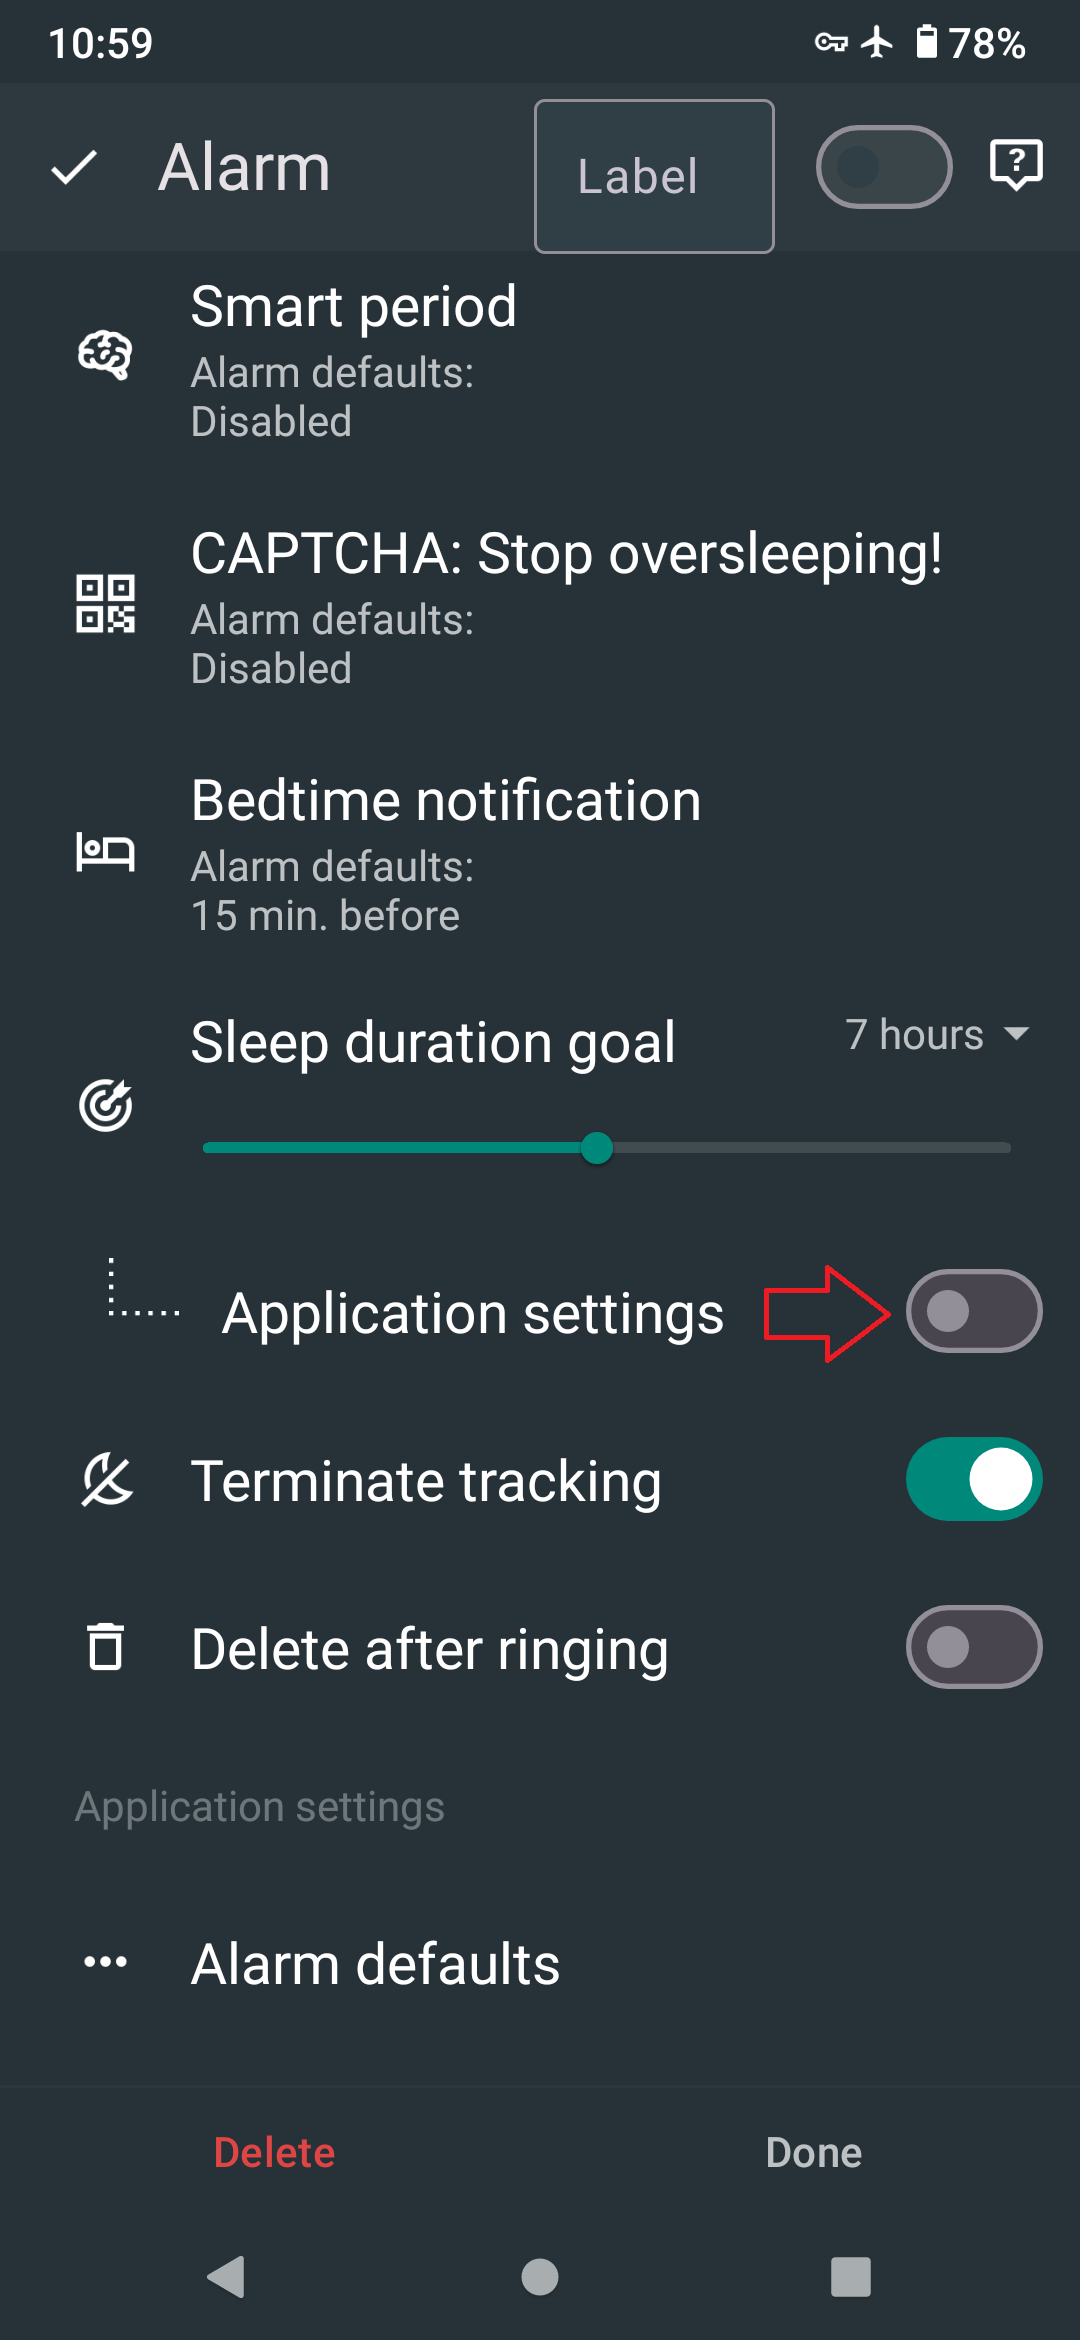 10:59
78%
Alarm
Label
?
Smart period
Alarm defaults:
Disabled
CAPTCHA: Stop oversleeping!
Alarm defaults:
Disabled
Bedtime notification
Alarm defaults:
15 min. before
Sleep duration goal
7 hours
Application settings
Terminate tracking
Delete after ringing
Application settings
Alarm defaults
Delete
Done